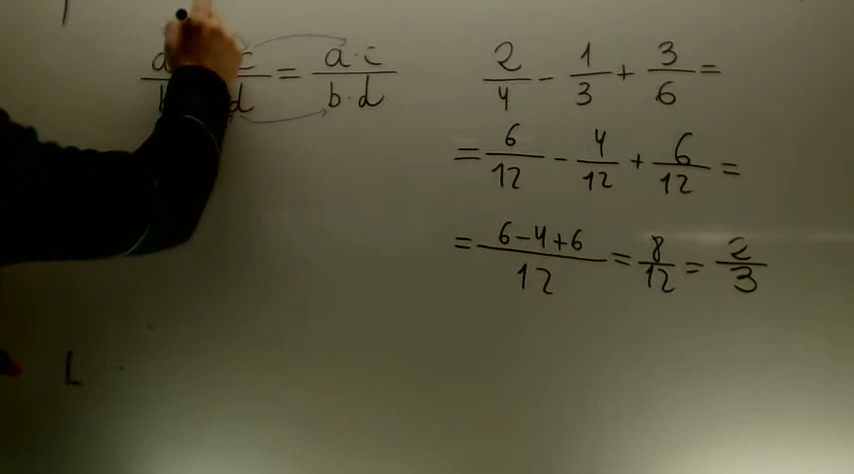 a c/d = a·c/b·d
2/4 - 1/3 + 3/6 =
= 6/12 - 4/12 + 6/12 =
= 6-4+6/12 = 8/12 = 2/3
L